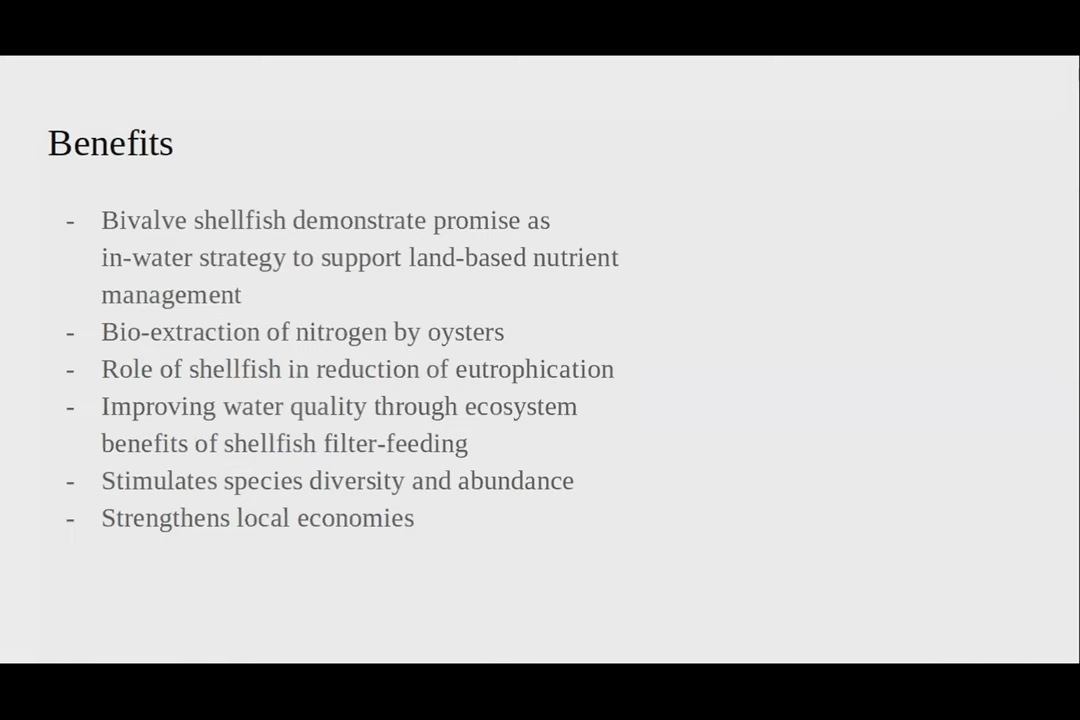 Benefits
- Bivalve shellfish demonstrate promise as
in-water strategy to support land-based nutrient
management
- Bio-extraction of nitrogen by oysters
- Role of shellfish in reduction of eutrophication
- Improving water quality through ecosystem
benefits of shellfish filter-feeding
- Stimulates species diversity and abundance
- Strengthens local economies